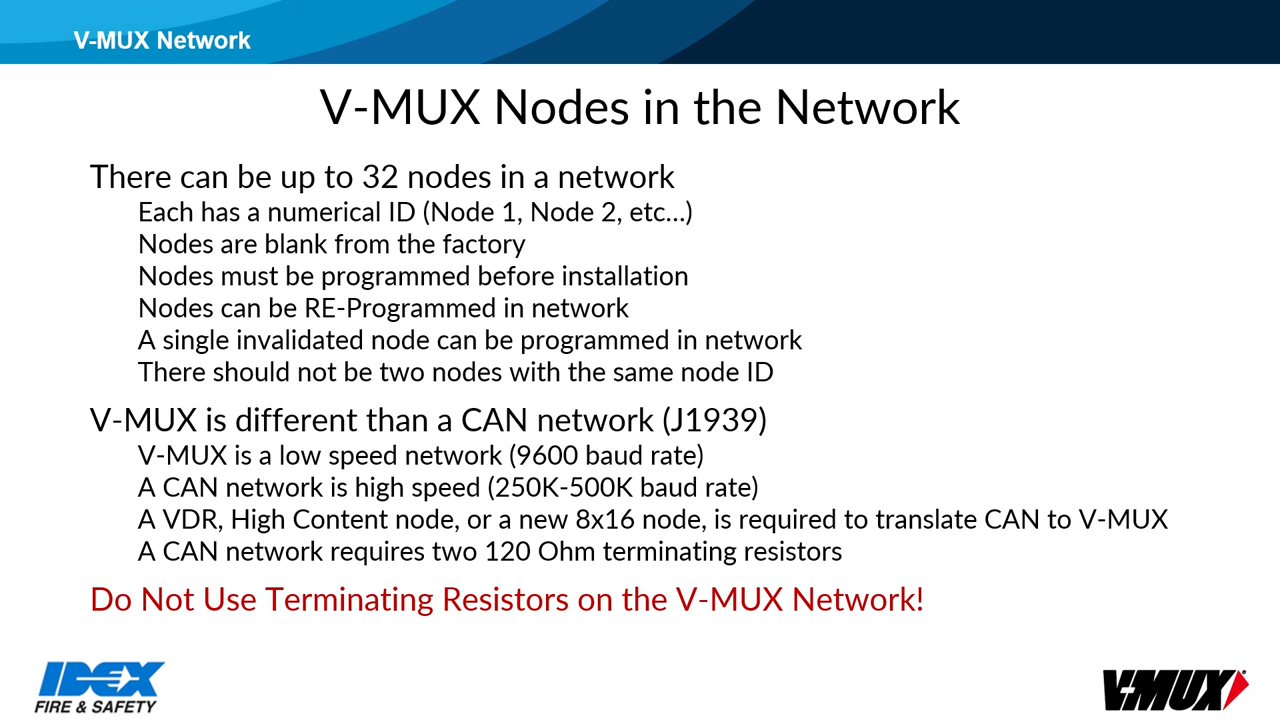 V-MUX Network
V-MUX Nodes in the Network
There can be up to 32 nodes in a network
Each has a numerical ID (Node 1, Node 2, etc...)
Nodes are blank from the factory
Nodes must be programmed before installation
Nodes can be RE-Programmed in network
A single invalidated node can be programmed in network
There should not be two nodes with the same node ID
V-MUX is different than a CAN network (J1939)
V-MUX is a low speed network (9600 baud rate)
A CAN network is high speed (250K-500K baud rate)
A VDR, High Content node, or a new 8x16 node, is required to translate CAN to V-MUX
A CAN network requires two 120 Ohm terminating resistors
Do Not Use Terminating Resistors on the V-MUX Network!
IDEX
FIRE & SAFETY
V-MUX